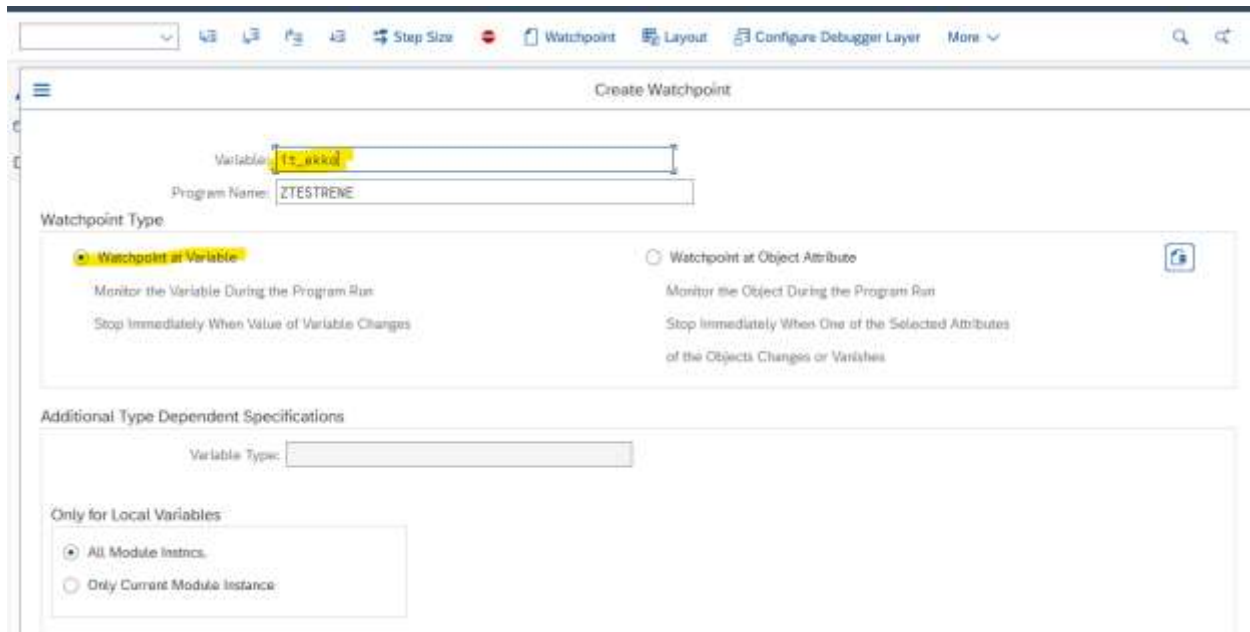 Step Size Watchpoint Layout Configure Debugger Layer More
Create Watchpoint
Variable: it_ekko
Program Name: ZTESTRENE
Watchpoint Type
Watchpoint at Variable
Watchpoint at Object Attribute
Monitor the Variable During the Program Run
Monitor the Object During the Program Run
Stop Immediately When Value of Variable Changes
Stop Immediately When One of the Selected Attributes
of the Objects Changes or Vanishes
Additional Type Dependent Specifications
Variable Type:
Only for Local Variables
All Module Instncs.
Only Current Module Instance